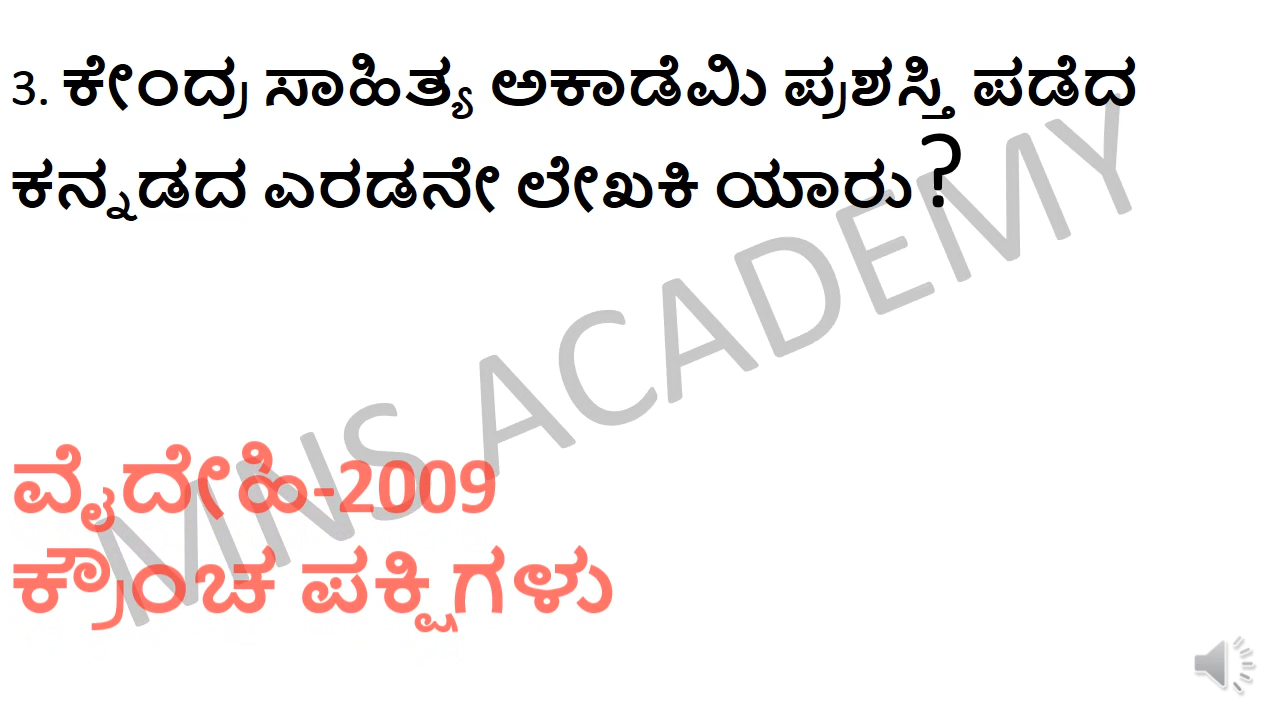 3. ಕೇಂದ್ರ ಸಾಹಿತ್ಯ ಅಕಾಡೆಮಿ ಪ್ರಶಸ್ತಿ ಪಡೆದ
ಕನ್ನಡದ ಎರಡನೇ ಲೇಖಕಿ ಯಾರು?
MNS ACADEMY
ವೈದೇಹಿ-2009
ಕ್ರೌಂಚ ಪಕ್ಷಿಗಳು